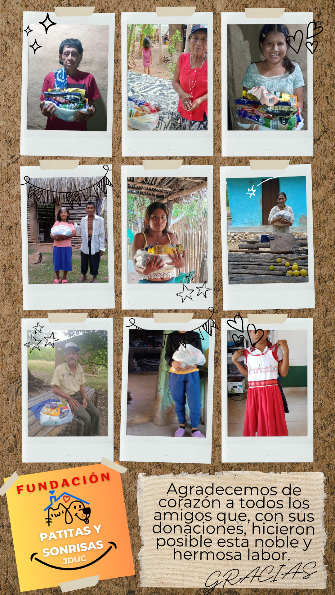 FUNDACIÓN
PATITAS Y
SONRISAS
JDUC
Agradecemos de
corazón a todos los
amigos que, con sus
donaciones, hicieron
posible esta noble y
hermosa labor.
GRACIAS